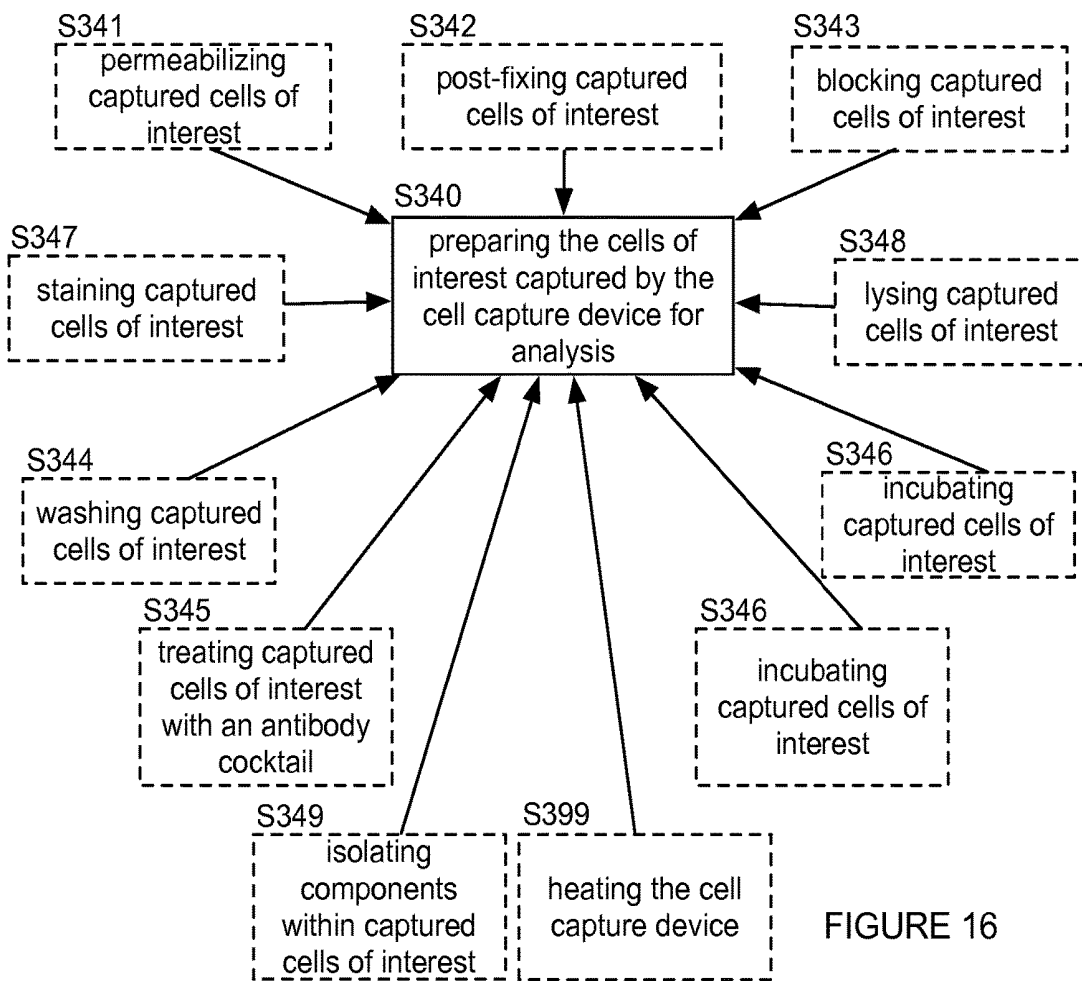 S341
permeabilizing
captured cells of
interest
S342
post-fixing captured
cells of interest
S343
blocking captured
cells of interest
S340
preparing the cells of
interest captured by the
cell capture device for
analysis
S347
staining captured
cells of interest
S348
lysing captured
cells of interest
S344
washing captured
cells of interest
S346
incubating
captured cells of
interest
S345
treating captured
cells of interest
with an antibody
cocktail
S346
incubating
captured cells of
interest
S349
isolating
components
within captured
cells of interest
S399
heating the cell
capture device
FIGURE 16